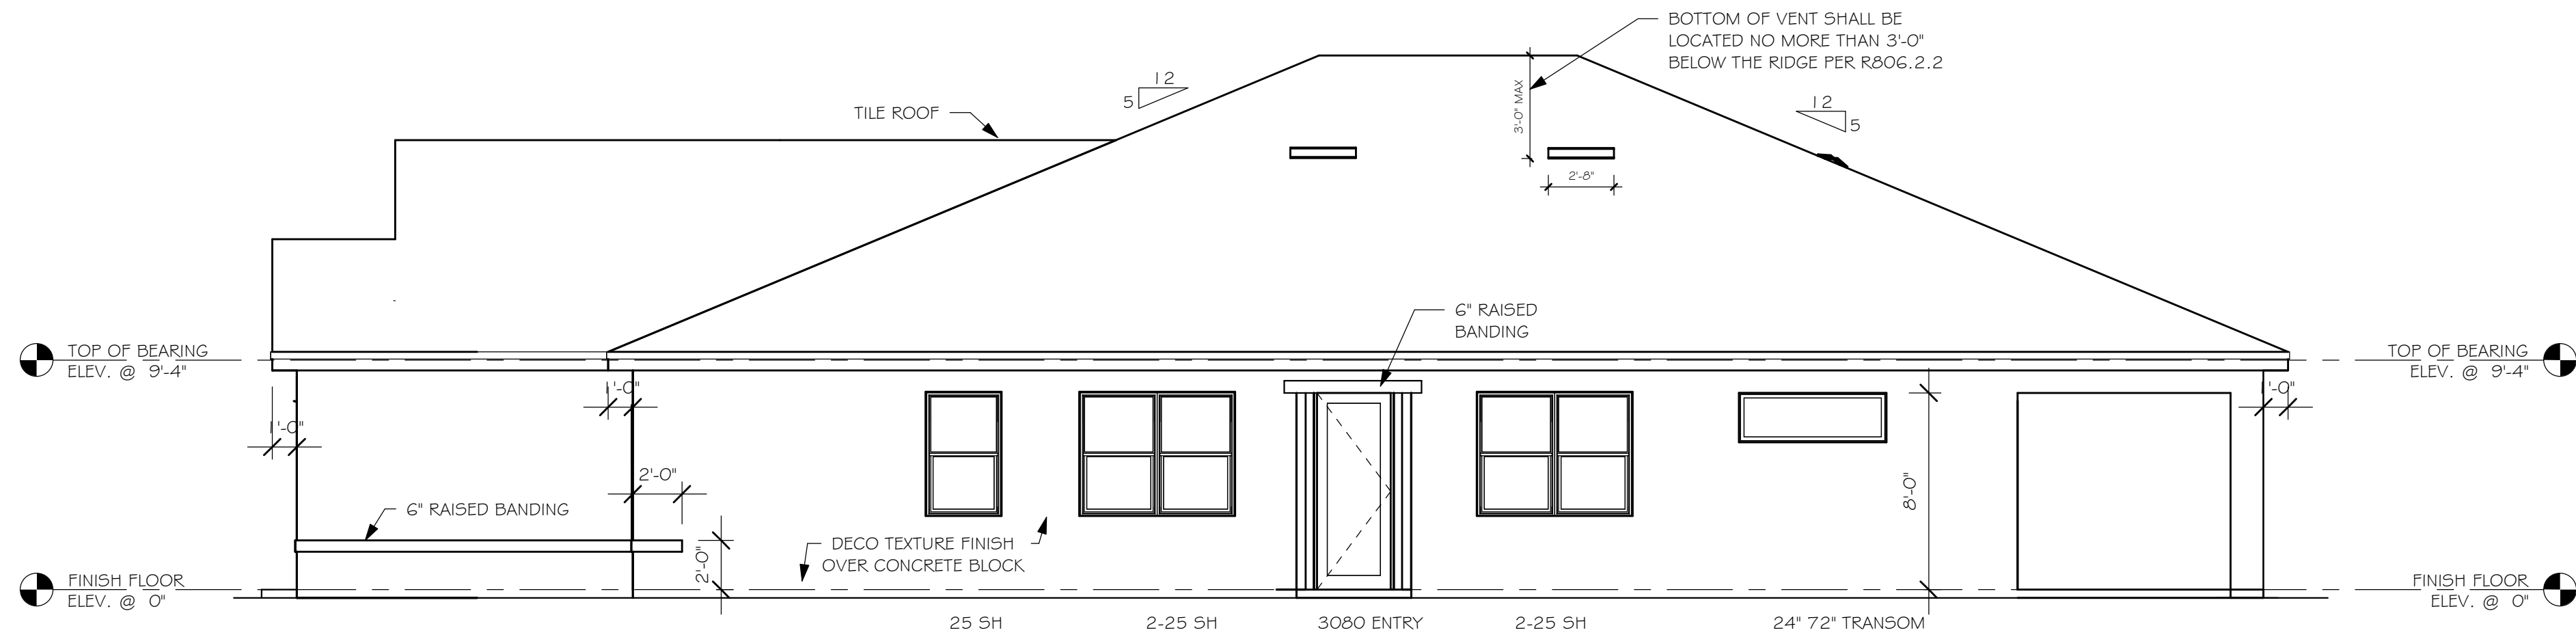 BOTTOM OF VENT SHALL BE
LOCATED NO MORE THAN 3'-0"
BELOW THE RIDGE PER R806.2.2
12
5
TILE ROOF
3'-0" MAX
12
5
2'-8"
6" RAISED
BANDING
TOP OF BEARING
ELEV. @ 9'-4"
TOP OF BEARING
ELEV. @ 9'-4"
1'-0"
1'-0"
1'-0"
2'-0"
8'-0"
6" RAISED BANDING
DECO TEXTURE FINISH
OVER CONCRETE BLOCK
2'-0"
FINISH FLOOR
ELEV. @ 0"
FINISH FLOOR
ELEV. @ 0"
25 SH
2-25 SH
3080 ENTRY
2-25 SH
24" 72" TRANSOM